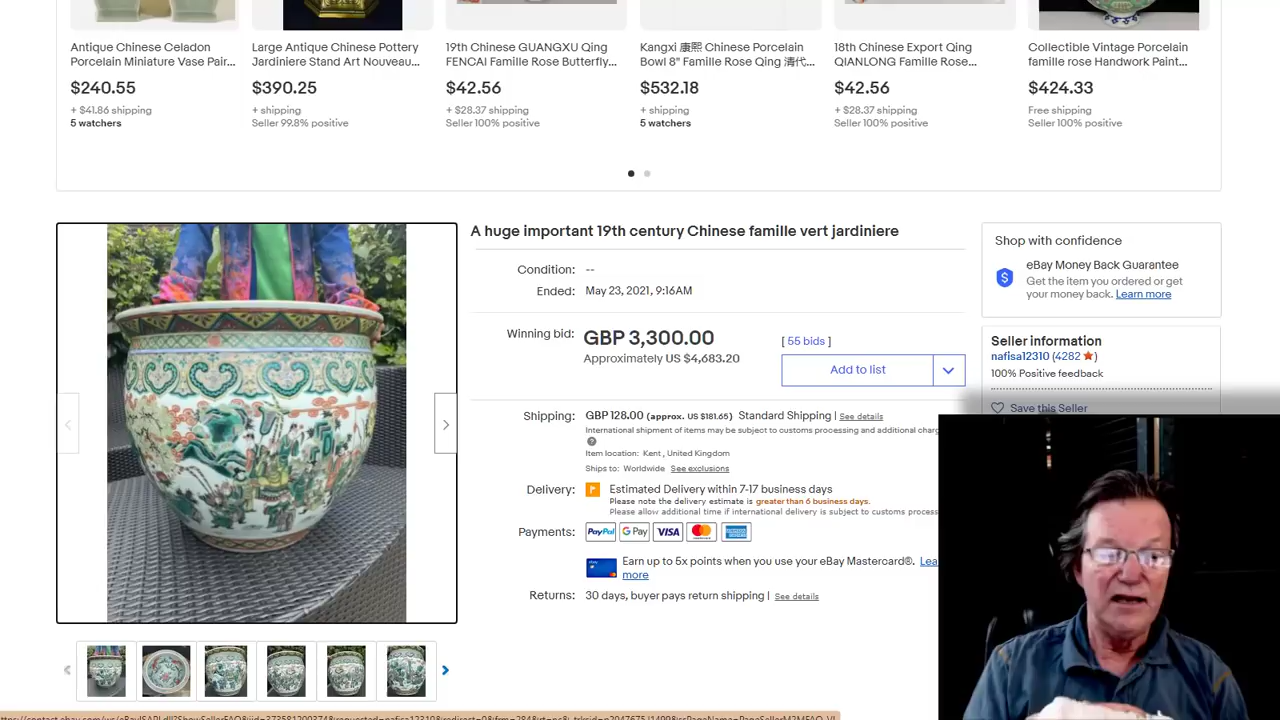 Antique Chinese Celadon
Porcelain Miniature Vase Pair...
$240.55
+ $41.86 shipping
5 watchers
Large Antique Chinese Pottery
Jardiniere Stand Art Nouveau...
$390.25
+ shipping
Seller 99.8% positive
19th Chinese GUANGXU Qing
FENCAI Famille Rose Butterfly...
$42.56
+ $28.37 shipping
Seller 100% positive
Kangxi 康熙 Chinese Porcelain
Bowl 8" Famille Rose Qing 清代...
$532.18
+ shipping
5 watchers
18th Chinese Export Qing
QIANLONG Famille Rose...
$42.56
+ $28.37 shipping
Seller 100% positive
Collectible Vintage Porcelain
famille rose Handwork Paint...
$424.33
Free shipping
Seller 100% positive
A huge important 19th century Chinese famille vert jardiniere
Condition: --
Ended: May 23, 2021, 9:16AM
Winning bid: GBP 3,300.00 [ 55 bids ]
Approximately US $4,683.20
Add to list
Shipping: GBP 128.00 (approx. US $181.65) Standard Shipping | See details
International shipment of items may be subject to customs processing and additional charg
Item location: Kent , United Kingdom
Ships to: Worldwide See exclusions
Delivery: Estimated Delivery within 7-17 business days
Please note the delivery estimate is greater than 6 business days.
Please allow additional time if international delivery is subject to customs process
Payments: PayPal G Pay VISA
Earn up to 5x points when you use your eBay Mastercard®. Lea
more
Returns: 30 days, buyer pays return shipping | See details
Shop with confidence
eBay Money Back Guarantee
Get the item you ordered or get
your money back. Learn more
Seller information
nafisa12310 (4282 ★)
100% Positive feedback
Save this Seller